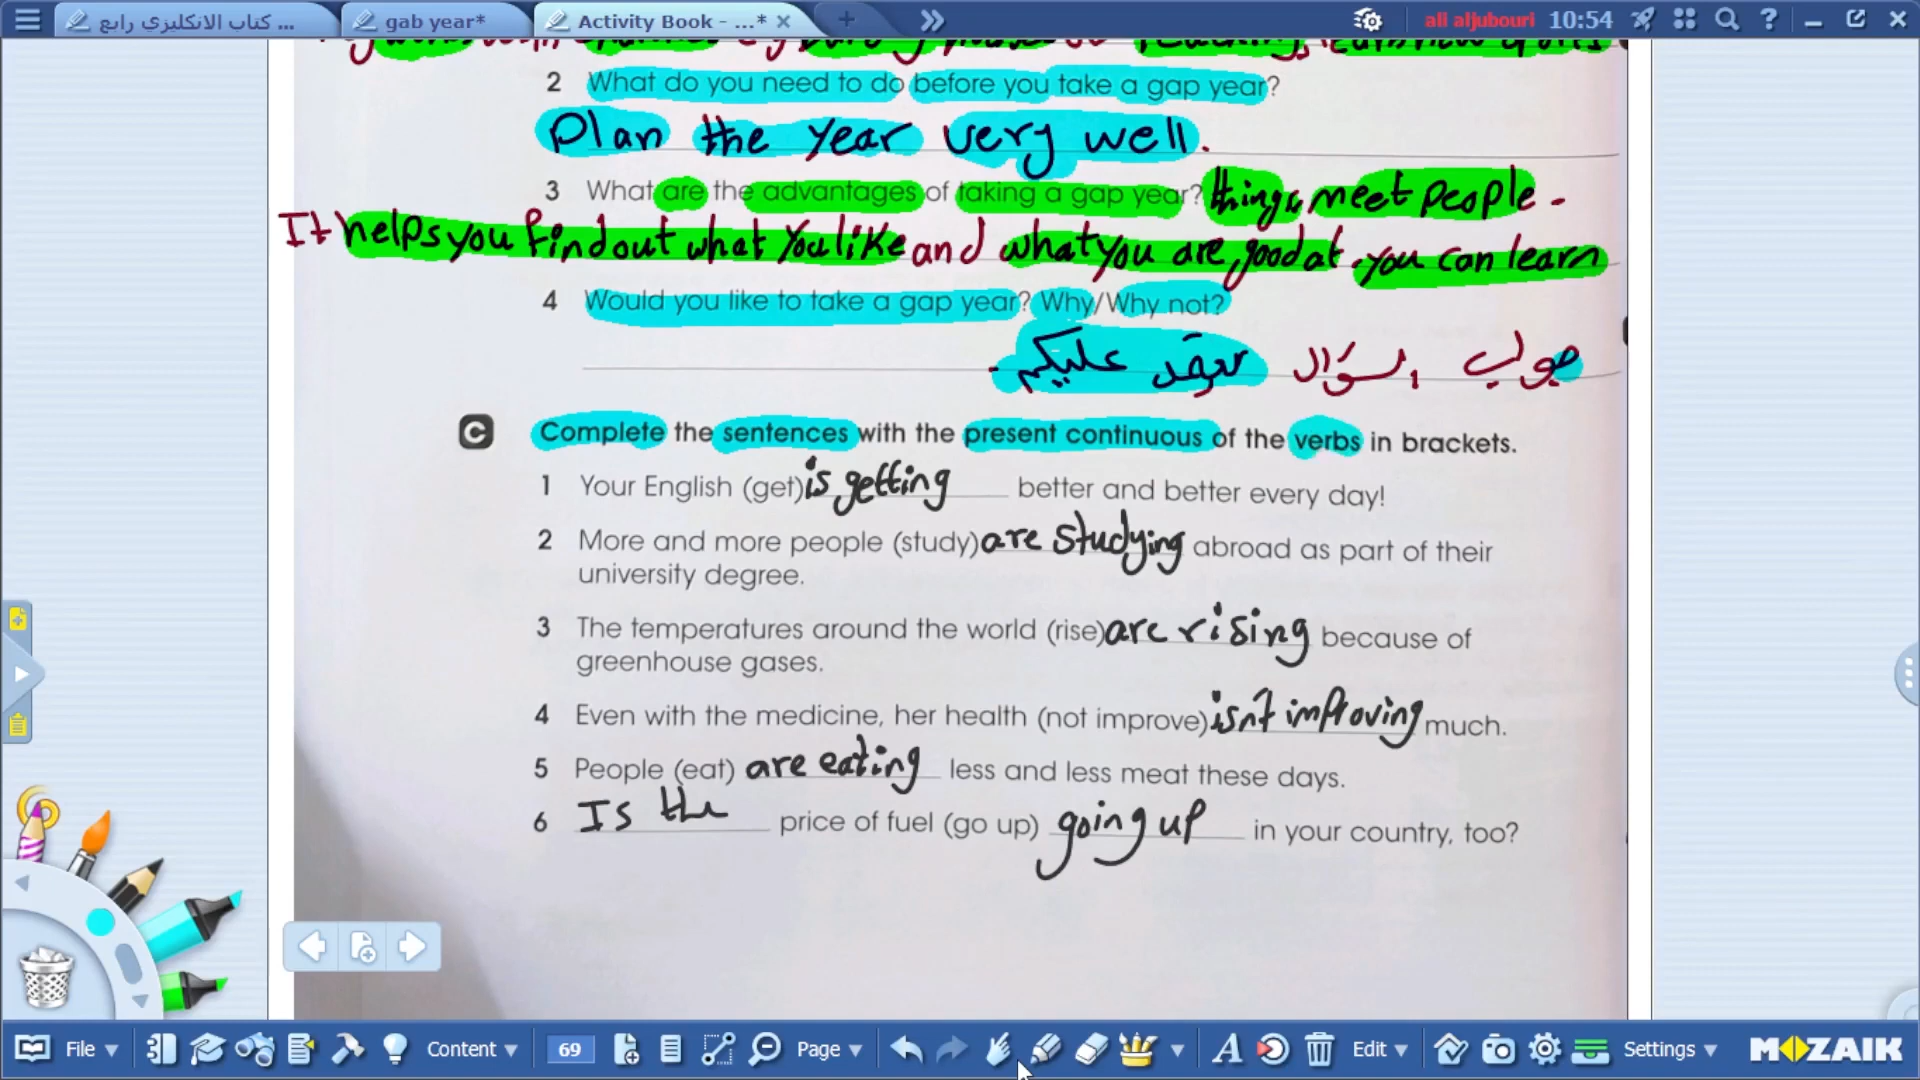 كتاب الانكليزي رابع ...
gab year*
Activity Book - ...*
ali aljubouri
10:54
2 What do you need to do before you take a gap year?
Plan the year very well.
3 What are the advantages of taking a gap year? things, meet people.
It helps you find out what you like and what you are good at. you can learn
4 Would you like to take a gap year? Why/Why not?
السؤال عليكم
C Complete the sentences with the present continuous of the verbs in brackets.
1 Your English (get) is getting better and better every day!
2 More and more people (study) are studying abroad as part of their
university degree.
3 The temperatures around the world (rise) are rising because of
greenhouse gases.
4 Even with the medicine, her health (not improve) isn't improving much.
5 People (eat) are eating less and less meat these days.
6 Is the price of fuel (go up) going up in your country, too?
File Content 69 Page Edit Settings MOZAIK